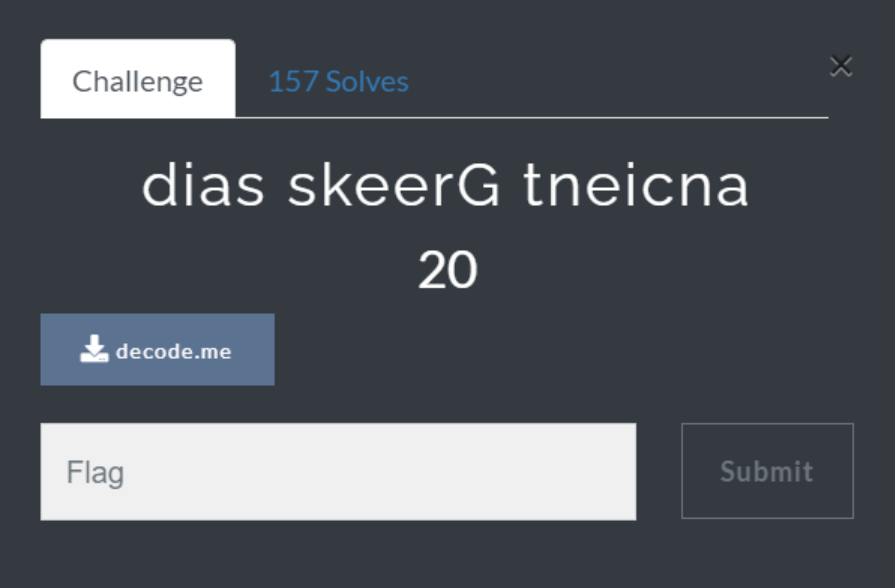 Challenge 157 Solves
dias skeerG tneicna
20
decode.me
Flag Submit